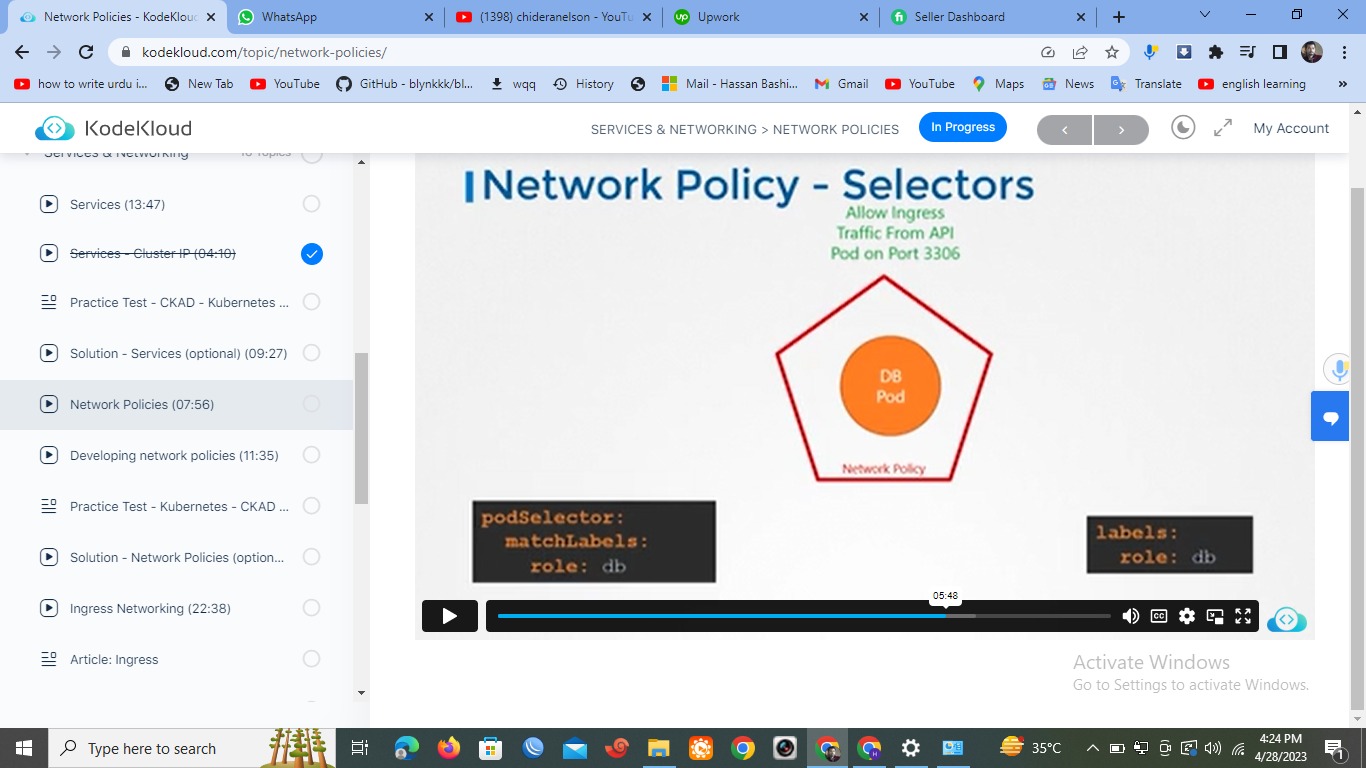 Network Policies - KodeKloud
WhatsApp
(1398) chideranelson - YouTu
Upwork
Seller Dashboard
kodekloud.com/topic/network-policies/
how to write urdu i...
New Tab
YouTube
GitHub - blynkkk/bl...
wqq
History
Mail - Hassan Bashi...
Gmail
YouTube
Maps
News
Translate
english learning
»
KodeKloud
SERVICES & NETWORKING > NETWORK POLICIES
In Progress
My Account
Services & Networking
Topics
Services (13:47)
Services - Cluster IP (04:10)
Practice Test - CKAD - Kubernetes ...
Solution - Services (optional) (09:27)
Network Policies (07:56)
Developing network policies (11:35)
Practice Test - Kubernetes - CKAD ...
Solution - Network Policies (option...
Ingress Networking (22:38)
Article: Ingress
Network Policy - Selectors
Allow Ingress
Traffic From API
Pod on Port 3306
DB
Pod
Network Policy
podSelector:
matchLabels:
role: db
labels:
role: db
05:48
CC
Activate Windows
Go to Settings to activate Windows.
Type here to search
35°C
4:24 PM
4/28/2023
1